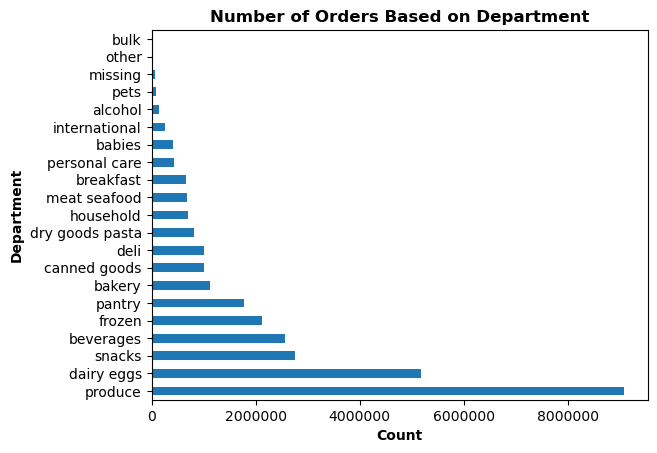 Number of Orders Based on Department
bulk
other
missing
pets
alcohol
international
babies
personal care
breakfast
meat seafood
household
dry goods pasta
deli
canned goods
bakery
pantry
frozen
beverages
snacks
dairy eggs
produce
Department
0 2000000 4000000 6000000 8000000
Count